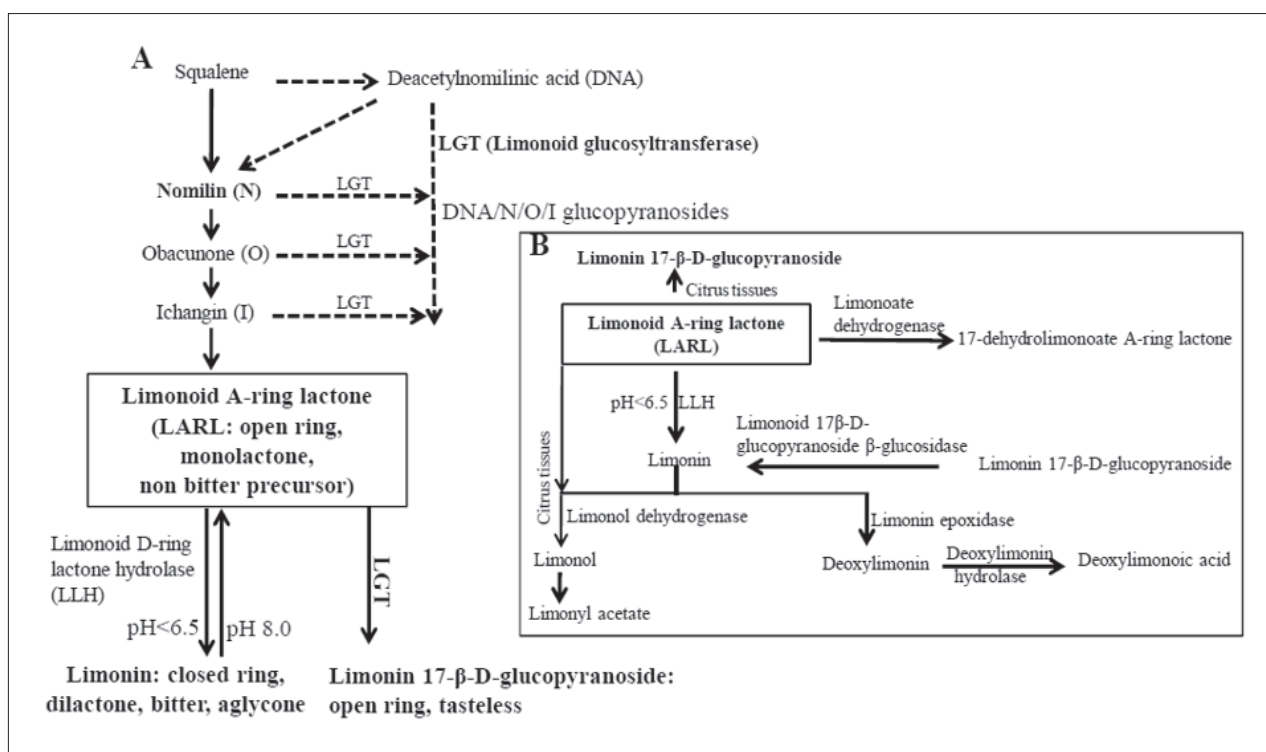 A
Squalene
Deacetylnomilinic acid (DNA)
LGT (Limonoid glucosyltransferase)
Nomilin (N)
LGT
DNA/N/O/I glucopyranosides
Obacunone (O)
LGT
Ichangin (I)
LGT
Limonoid A-ring lactone
(LARL: open ring,
monolactone,
non bitter precursor)
Limonoid D-ring
lactone hydrolase
(LLH)
pH<6.5
pH 8.0
LGT
Limonin: closed ring,
dilactone, bitter, aglycone
Limonin 17-β-D-glucopyranoside:
open ring, tasteless
B
Limonin 17-β-D-glucopyranoside
Citrus tissues
Limonoid A-ring lactone
(LARL)
Limonoate
dehydrogenase
17-dehydrolimonoate A-ring lactone
pH<6.5 LLH
Limonoid 17β-D-
glucopyranoside β-glucosidase
Limonin
Limonin 17-β-D-glucopyranoside
Citrus tissues
Limonol dehydrogenase
Limonin epoxidase
Limonol
Deoxylimonin
Deoxylimonin
hydrolase
Deoxylimonoic acid
Limonyl acetate